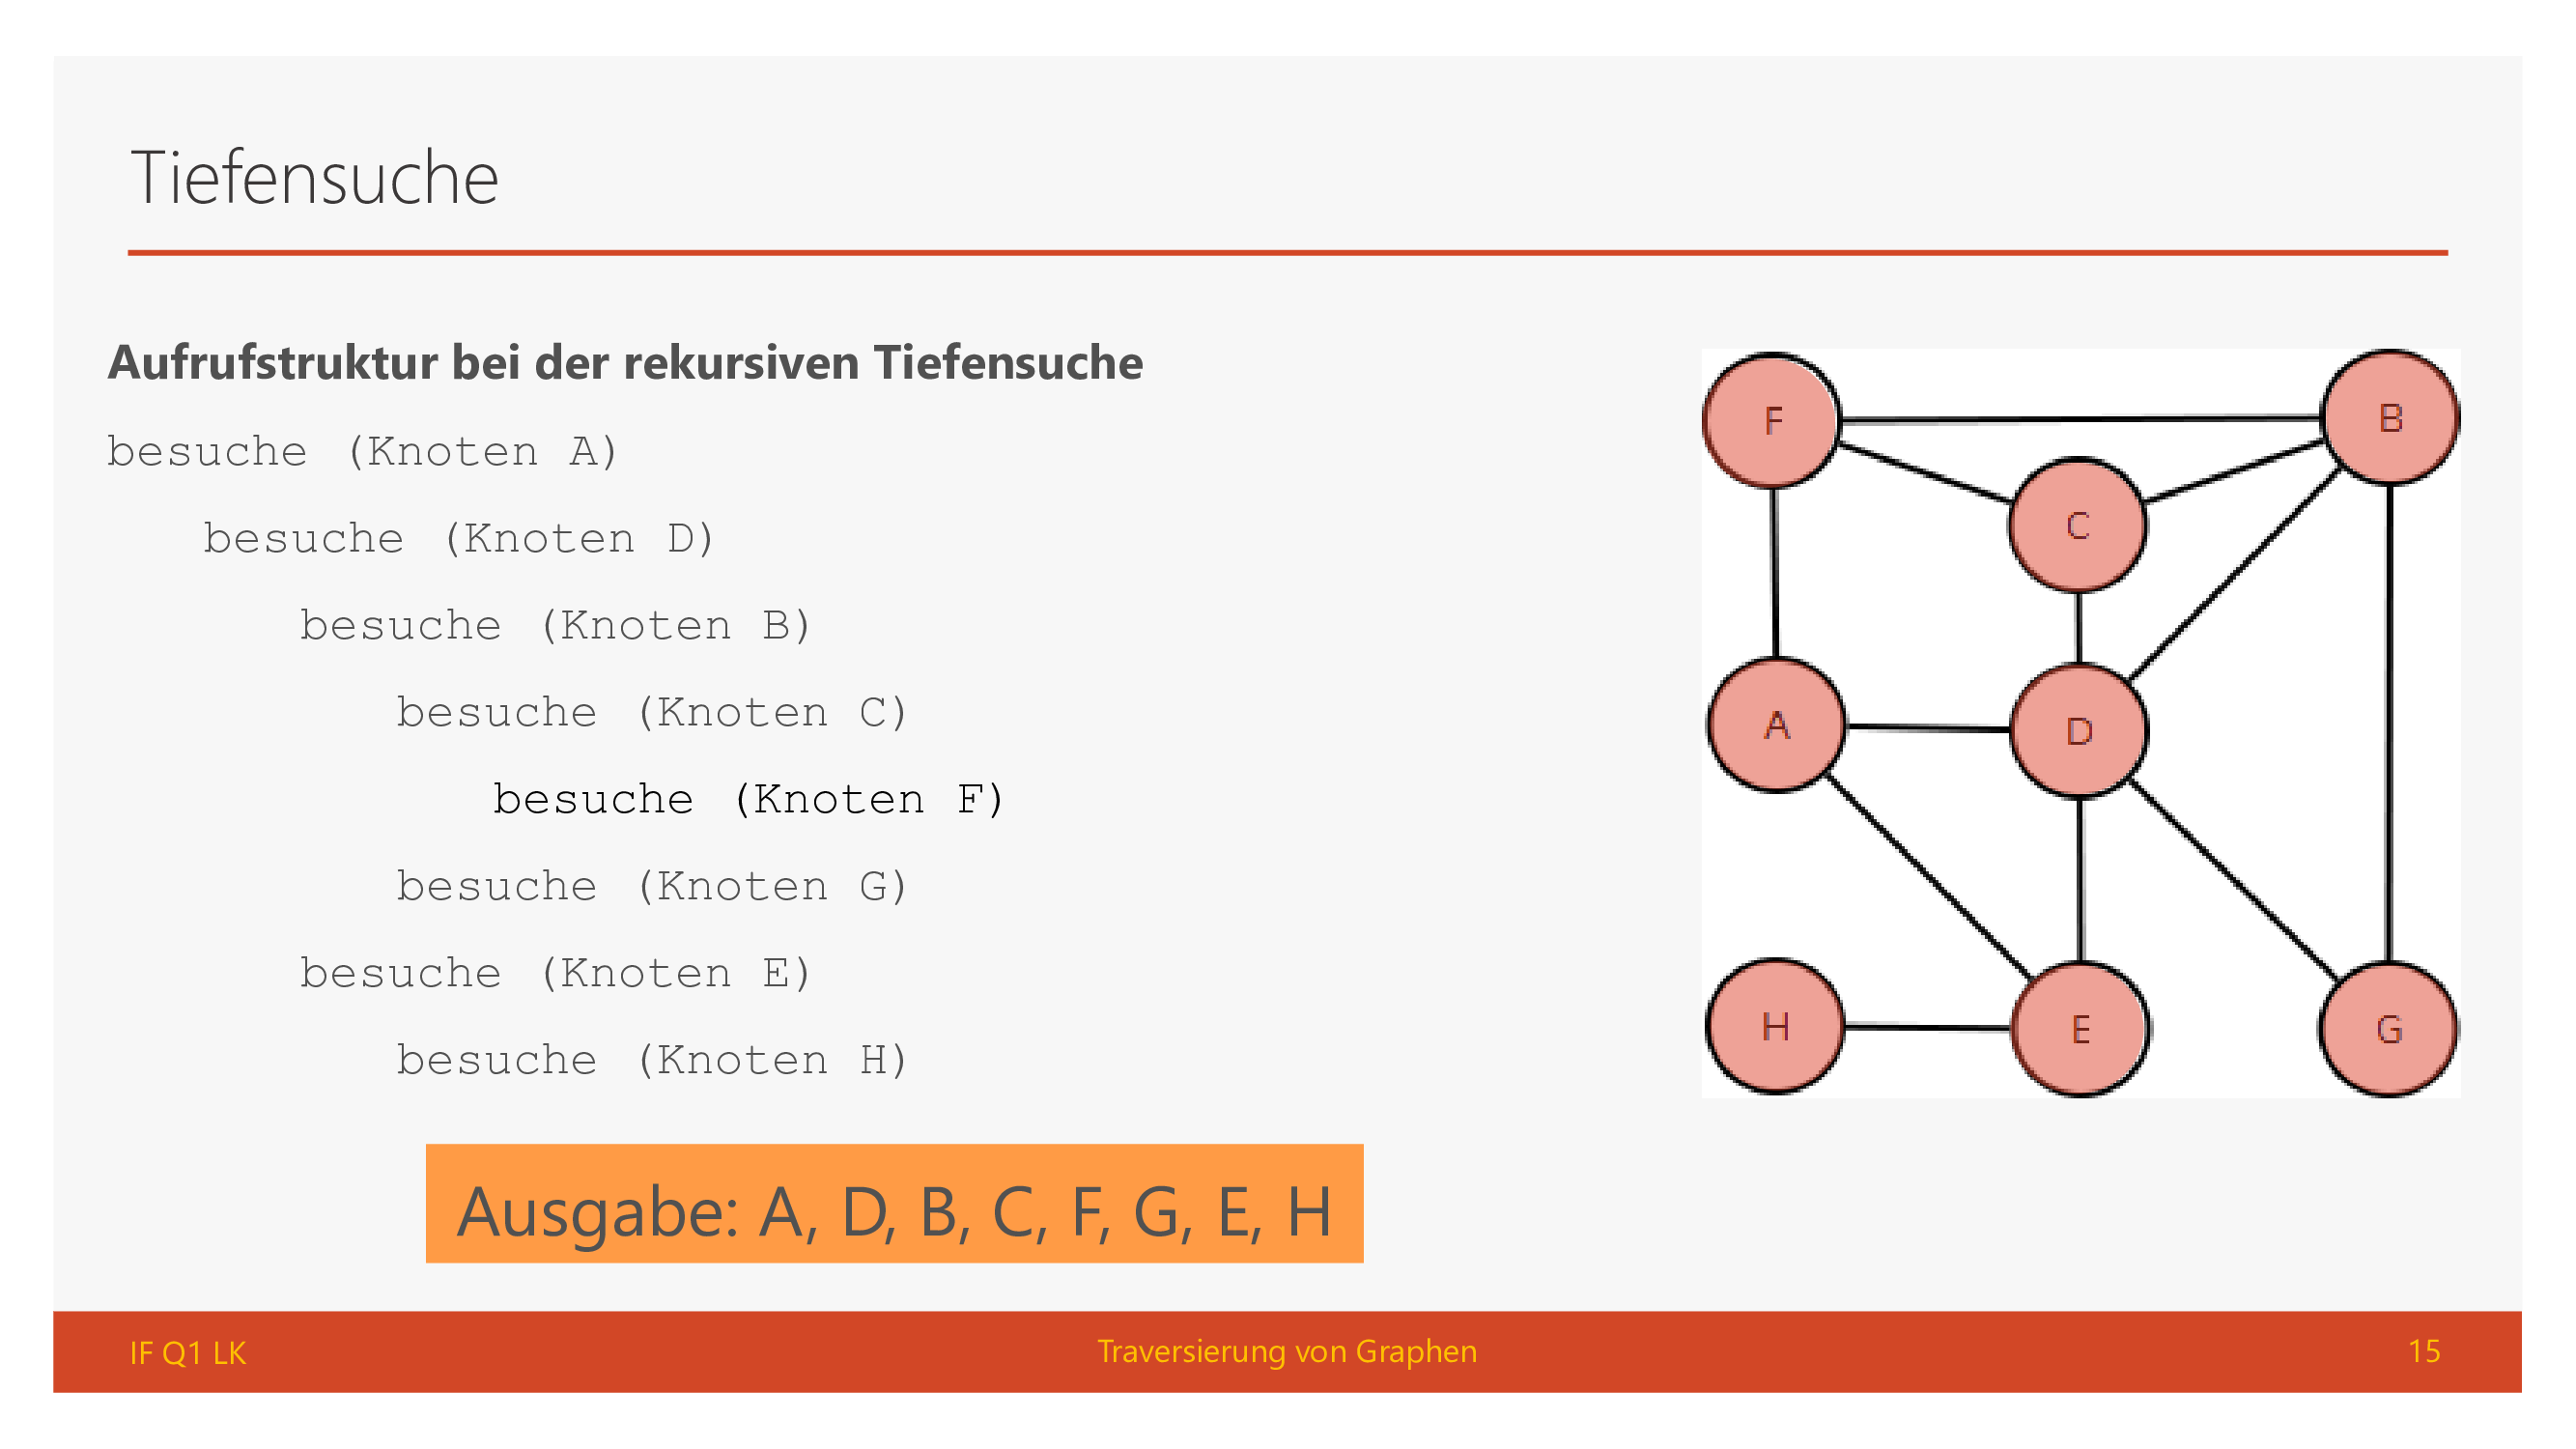 Tiefensuche
Aufrufstruktur bei der rekursiven Tiefensuche
besuche (Knoten A)
besuche (Knoten D)
besuche (Knoten B)
besuche (Knoten C)
besuche (Knoten F)
besuche (Knoten G)
besuche (Knoten E)
besuche (Knoten H)
Ausgabe: A, D, B, C, F, G, E, H
F
B
C
A
D
H
E
G
IF Q1 LK
Traversierung von Graphen
15